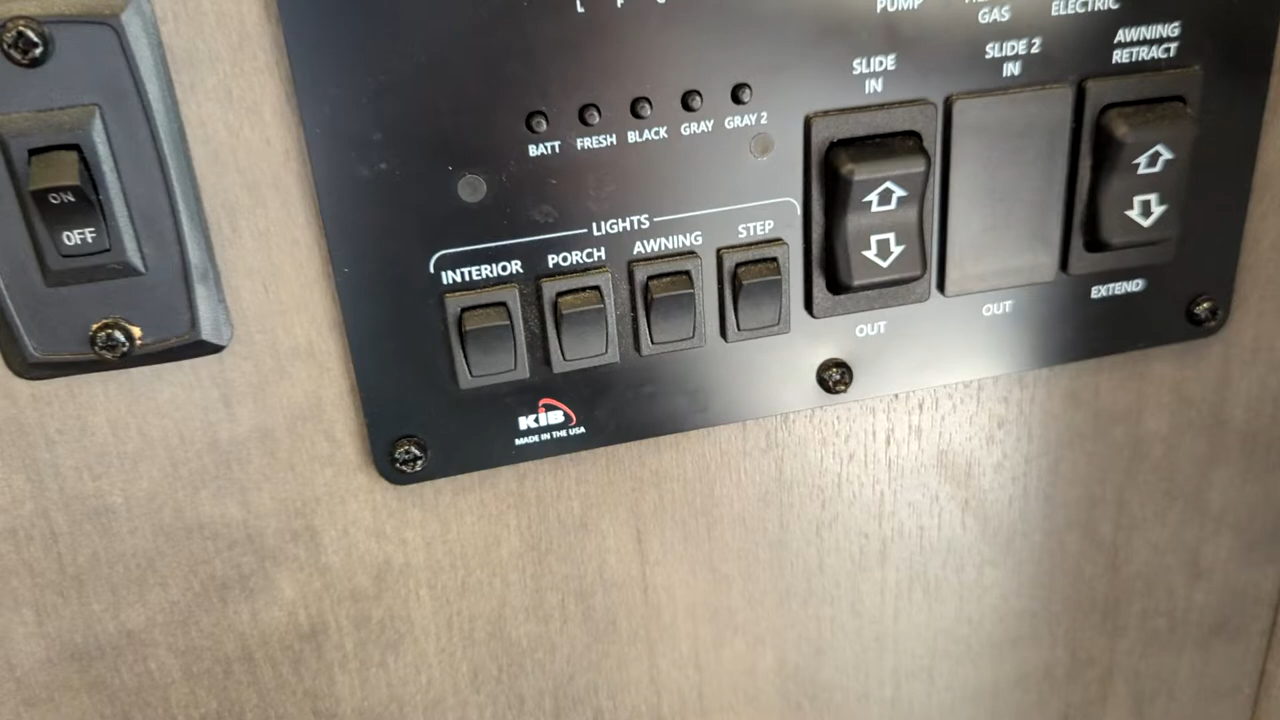 PUMP
GAS
ELECTRIC
SLIDE
IN
SLIDE 2
IN
AWNING
RETRACT
BATT
FRESH
BLACK
GRAY
GRAY 2
LIGHTS
INTERIOR
PORCH
AWNING
STEP
OUT
OUT
EXTEND
ON
OFF
KIB
MADE IN THE USA